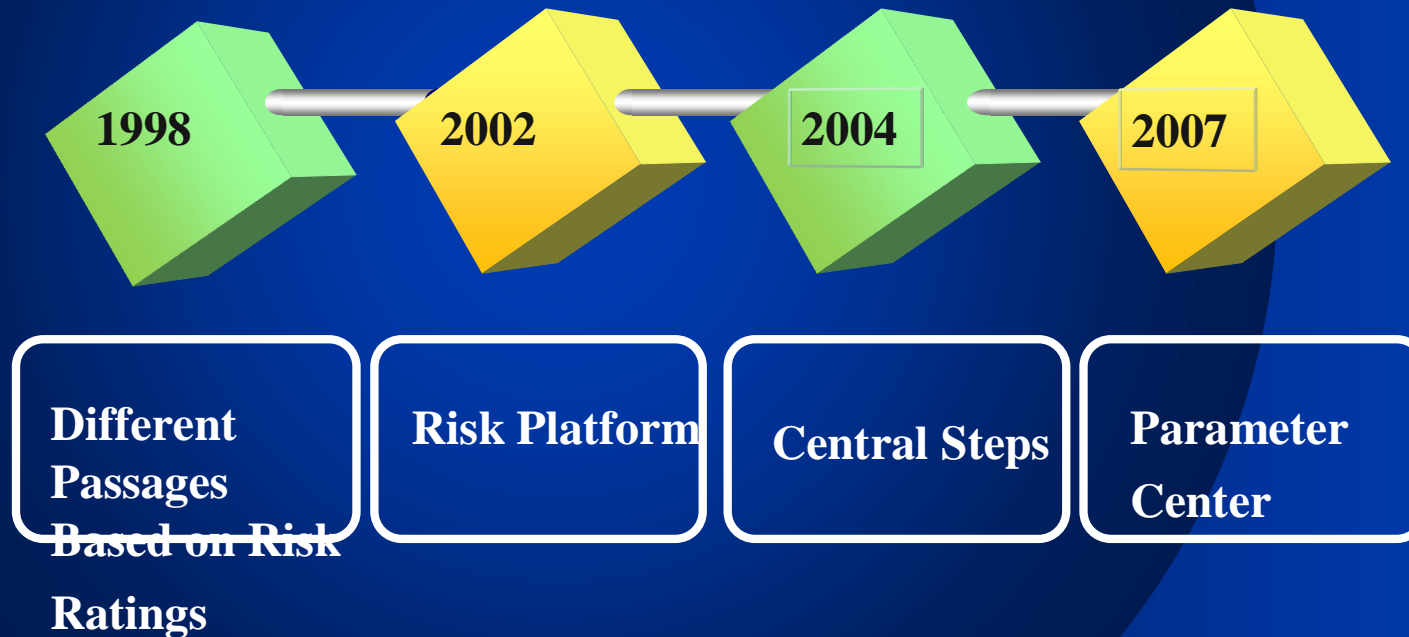 1998
2002
2004
2007
Different
Passages
Based on Risk
Ratings
Risk Platform
Central Steps
Parameter
Center